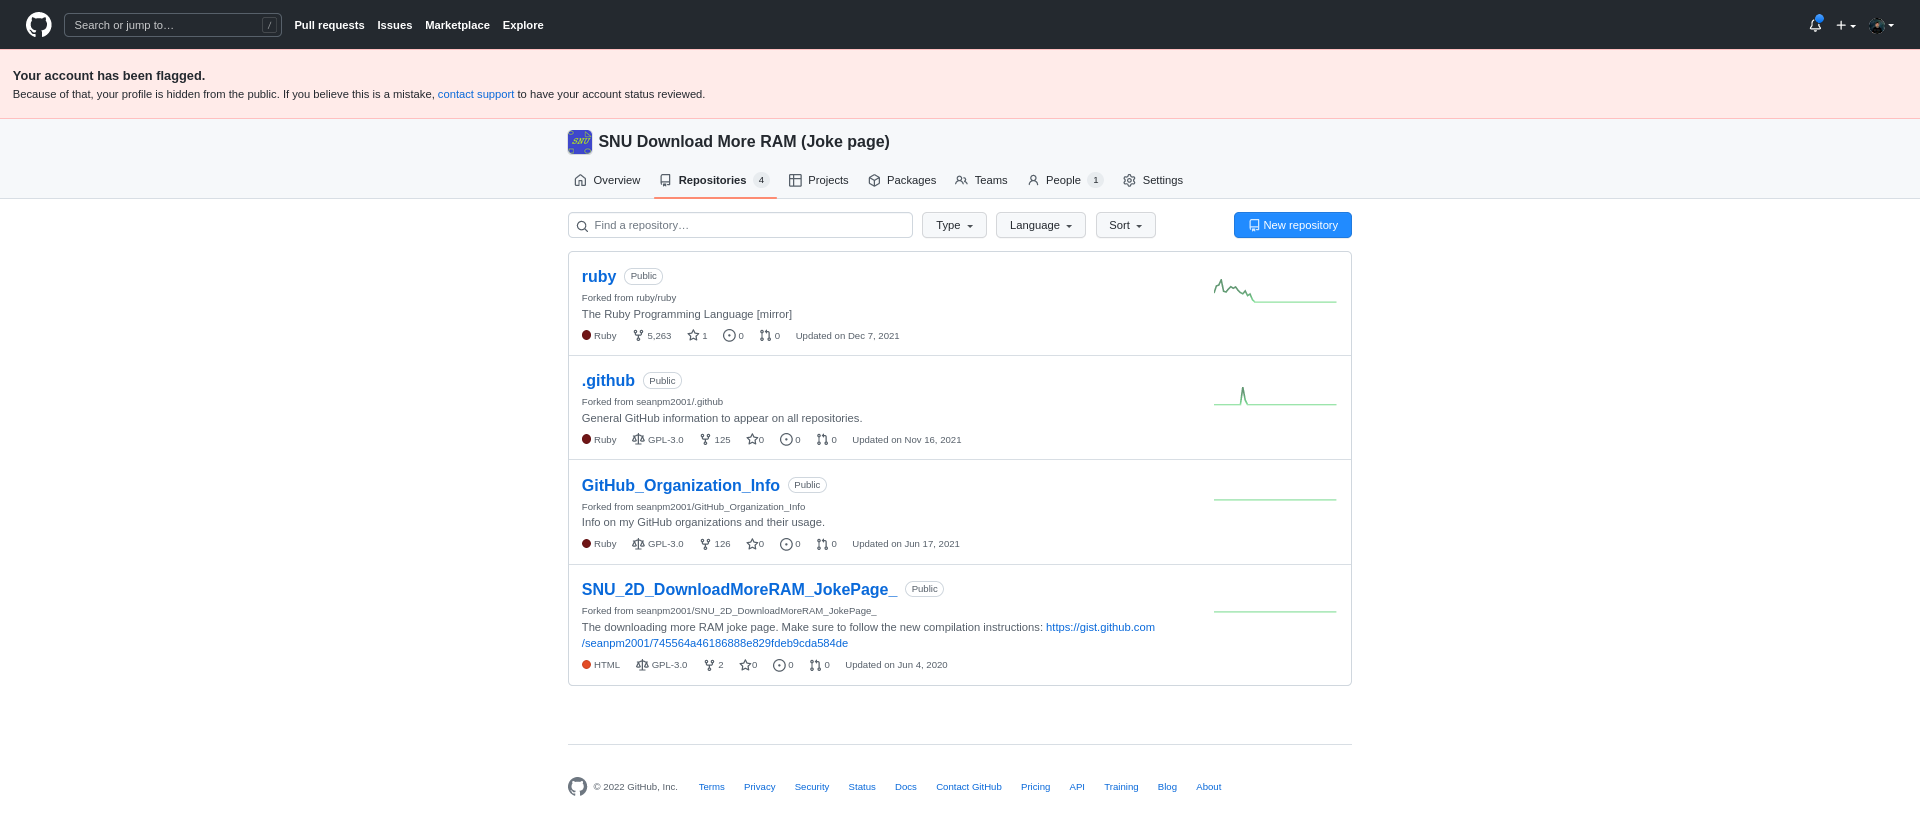 Search or jump to… /
Pull requests Issues Marketplace Explore
Your account has been flagged.
Because of that, your profile is hidden from the public. If you believe this is a mistake, contact support to have your account status reviewed.
SNU SNU Download More RAM (Joke page)
Overview Repositories 4 Projects Packages Teams People 1 Settings
Find a repository… Type Language Sort New repository
ruby Public
Forked from ruby/ruby
The Ruby Programming Language [mirror]
Ruby 5,263 1 0 0 Updated on Dec 7, 2021
.github Public
Forked from seanpm2001/.github
General GitHub information to appear on all repositories.
Ruby GPL-3.0 125 0 0 0 Updated on Nov 16, 2021
GitHub_Organization_Info Public
Forked from seanpm2001/GitHub_Organization_Info
Info on my GitHub organizations and their usage.
Ruby GPL-3.0 126 0 0 0 Updated on Jun 17, 2021
SNU_2D_DownloadMoreRAM_JokePage_ Public
Forked from seanpm2001/SNU_2D_DownloadMoreRAM_JokePage_
The downloading more RAM joke page. Make sure to follow the new compilation instructions: https://gist.github.com
/seanpm2001/745564a46186888e829fdeb9cda584de
HTML GPL-3.0 2 0 0 0 Updated on Jun 4, 2020
© 2022 GitHub, Inc. Terms Privacy Security Status Docs Contact GitHub Pricing API Training Blog About